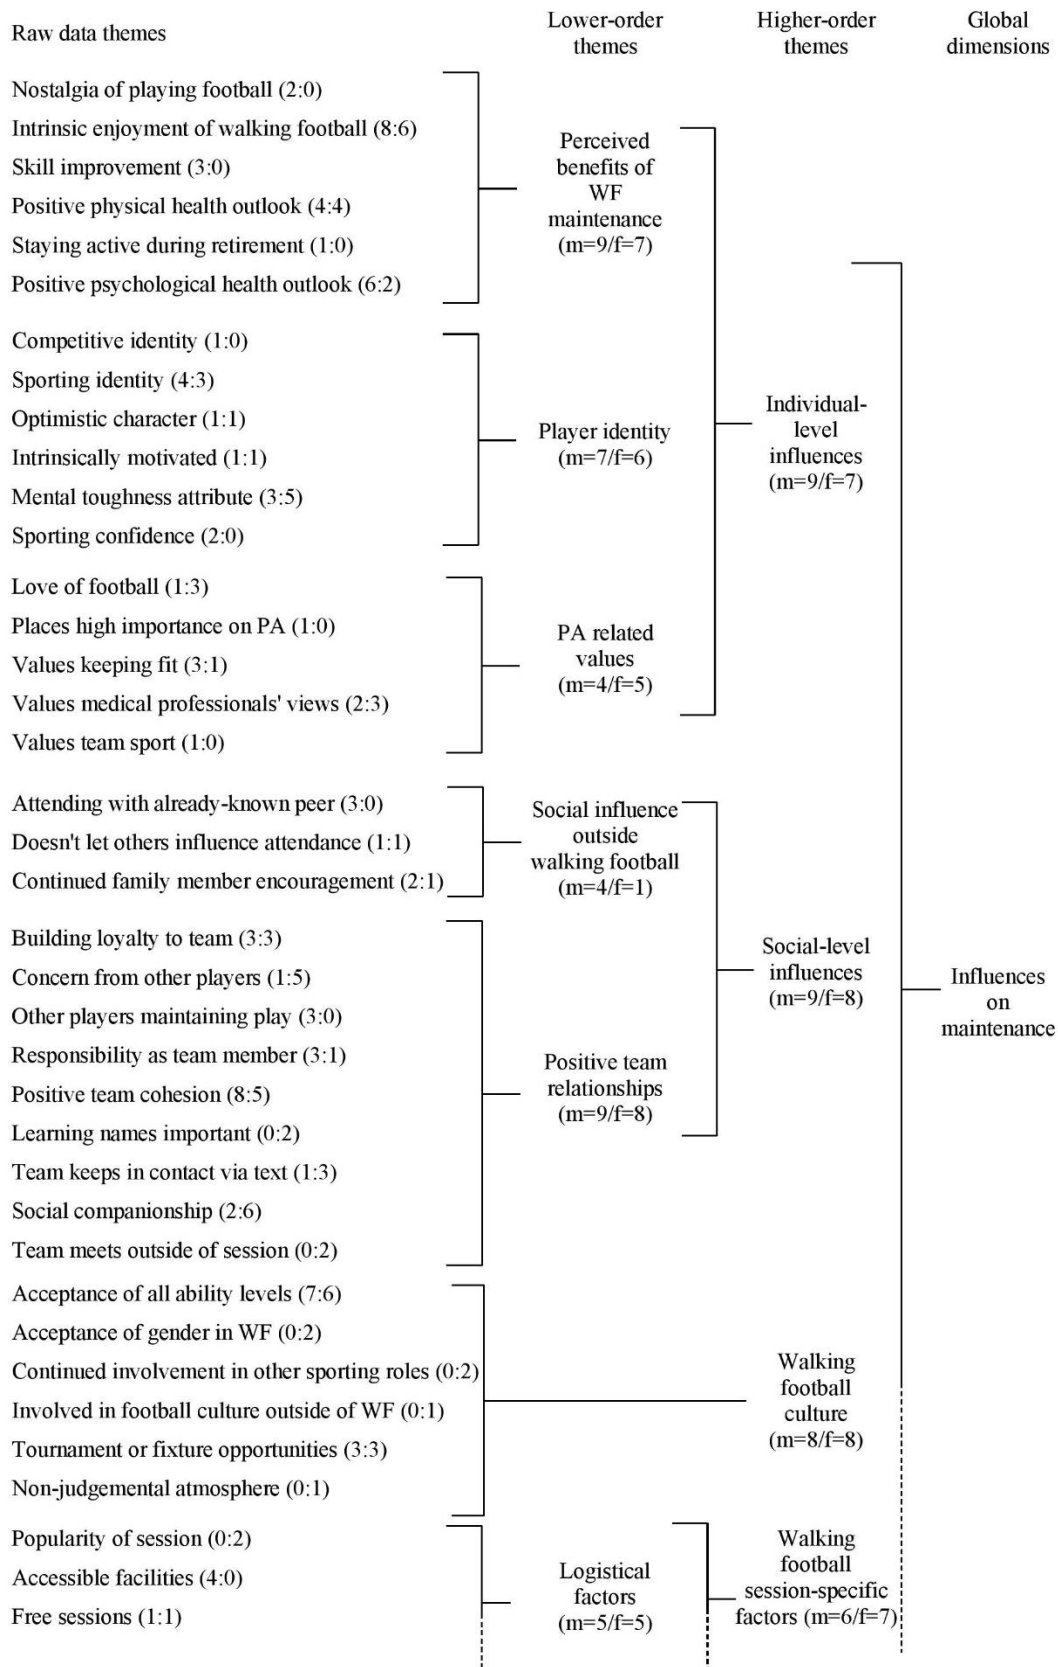 Raw data themes
Lower-order
themes
Higher-order
themes
Global
dimensions
Nostalgia of playing football (2:0)
Intrinsic enjoyment of walking football (8:6)
Skill improvement (3:0)
Positive physical health outlook (4:4)
Staying active during retirement (1:0)
Positive psychological health outlook (6:2)
Perceived
benefits of
WF
maintenance
(m=9/f=7)
Competitive identity (1:0)
Sporting identity (4:3)
Optimistic character (1:1)
Intrinsically motivated (1:1)
Mental toughness attribute (3:5)
Sporting confidence (2:0)
Player identity
(m=7/f=6)
Individual-
level
influences
(m=9/f=7)
Love of football (1:3)
Places high importance on PA (1:0)
Values keeping fit (3:1)
Values medical professionals' views (2:3)
Values team sport (1:0)
PA related
values
(m=4/f=5)
Attending with already-known peer (3:0)
Doesn't let others influence attendance (1:1)
Continued family member encouragement (2:1)
Social influence
outside
walking football
(m=4/f=1)
Building loyalty to team (3:3)
Concern from other players (1:5)
Other players maintaining play (3:0)
Responsibility as team member (3:1)
Positive team cohesion (8:5)
Learning names important (0:2)
Team keeps in contact via text (1:3)
Social companionship (2:6)
Team meets outside of session (0:2)
Positive team
relationships
(m=9/f=8)
Social-level
influences
(m=9/f=8)
Influences
on
maintenance
Acceptance of all ability levels (7:6)
Acceptance of gender in WF (0:2)
Continued involvement in other sporting roles (0:2)
Involved in football culture outside of WF (0:1)
Tournament or fixture opportunities (3:3)
Non-judgemental atmosphere (0:1)
Walking
football
culture
(m=8/f=8)
Popularity of session (0:2)
Accessible facilities (4:0)
Free sessions (1:1)
Logistical
factors
(m=5/f=5)
Walking
football
session-specific
factors (m=6/f=7)